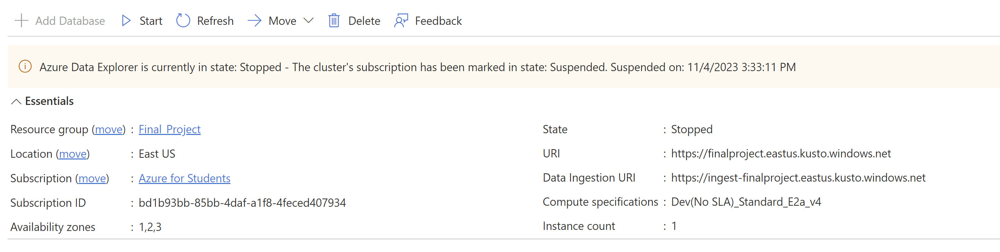 Add Database Start Refresh Move Delete Feedback
Azure Data Explorer is currently in state: Stopped - The cluster's subscription has been marked in state: Suspended. Suspended on: 11/4/2023 3:33:11 PM
Essentials
Resource group (move) : Final_Project
Location (move) : East US
Subscription (move) : Azure for Students
Subscription ID : bd1b93bb-85bb-4daf-a1f8-4feced407934
Availability zones : 1,2,3
State : Stopped
URI : https://finalproject.eastus.kusto.windows.net
Data Ingestion URI : https://ingest-finalproject.eastus.kusto.windows.net
Compute specifications : Dev(No SLA)_Standard_E2a_v4
Instance count : 1